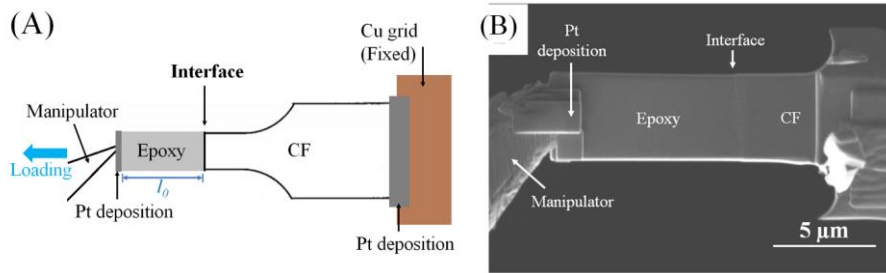 (A)
Cu grid
(Fixed)
Interface
Manipulator
Loading
Epoxy
CF
l₀
Pt deposition
Pt deposition
(B)
Pt
deposition
Interface
Epoxy
CF
Manipulator
5 μm